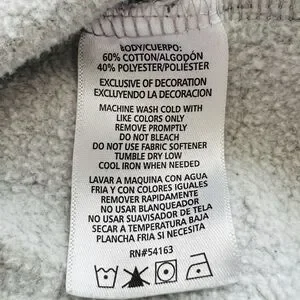 BODY/CUERPO:
60% COTTON/ALGODÓN
40% POLYESTER/POLIÉSTER
EXCLUSIVE OF DECORATION
EXCLUYENDO LA DECORACION
MACHINE WASH COLD WITH
LIKE COLORS ONLY
REMOVE PROMPTLY
DO NOT BLEACH
DO NOT USE FABRIC SOFTENER
TUMBLE DRY LOW
COOL IRON WHEN NEEDED
LAVAR A MAQUINA CON AGUA
FRIA Y CON COLORES IGUALES
REMOVER RAPIDAMENTE
NO USAR BLANQUEADOR
NO USAR SUAVISADOR DE TELA
SECAR A TEMPERATURA BAJA
PLANCHA FRIA SI NECESITA
RN#54163